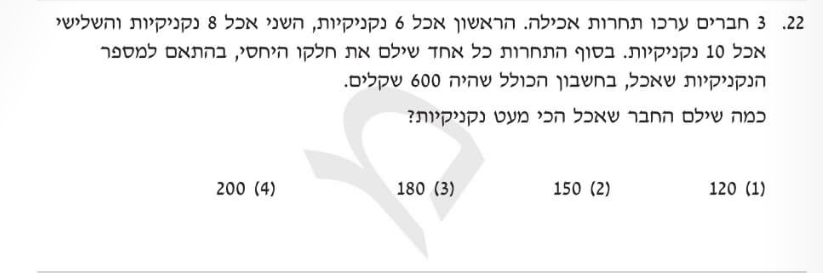 22. 3 חברים ערכו תחרות אכילה. הראשון אכל 6 נקניקיות, השני אכל 8 נקניקיות והשלישי
אכל 10 נקניקיות. בסוף התחרות כל אחד שילם את חלקו היחסי, בהתאם למספר
הנקניקיות שאכל, בחשבון הכולל שהיה 600 שקלים.
כמה שילם החבר שאכל הכי מעט נקניקיות?
(1) 120 (2) 150 (3) 180 (4) 200